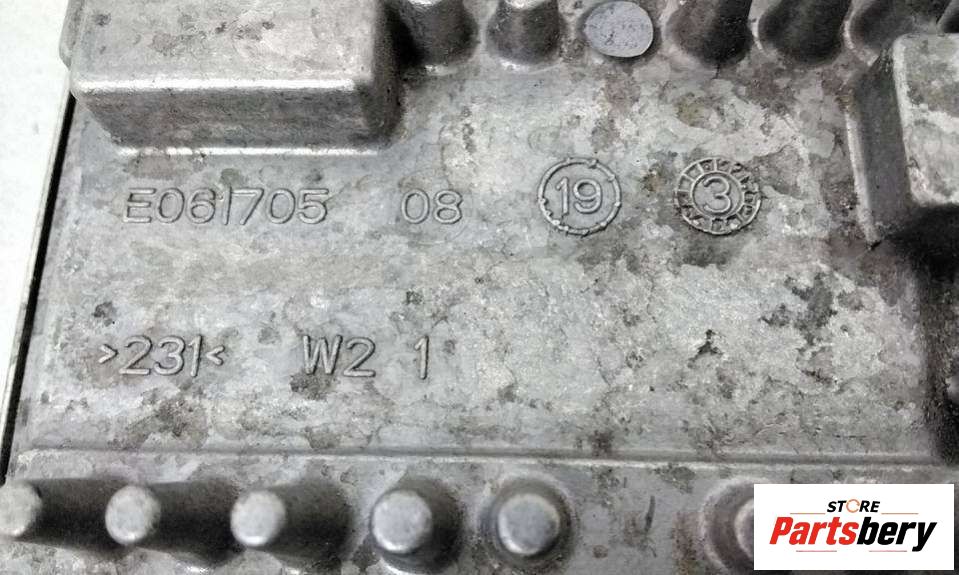 E061705 08 19 3
>231< W2 1
STORE
Partsbery